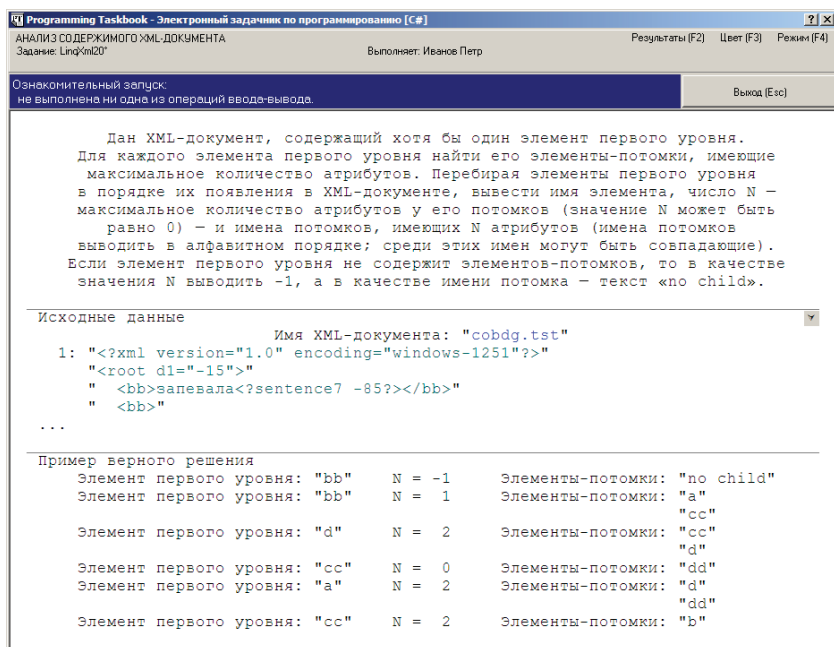 Programming Taskbook - Электронный задачник по программированию [C#]
АНАЛИЗ СОДЕРЖИМОГО XML-ДОКУМЕНТА
Результаты (F2) Цвет (F3) Режим (F4)
Задание: LinqXml20° Выполняет: Иванов Петр
Ознакомительный запуск:
не выполнена ни одна из операций ввода-вывода.
Выход (Esc)
Дан XML-документ, содержащий хотя бы один элемент первого уровня.
Для каждого элемента первого уровня найти его элементы-потомки, имеющие
максимальное количество атрибутов. Перебирая элементы первого уровня
в порядке их появления в XML-документе, вывести имя элемента, число N —
максимальное количество атрибутов у его потомков (значение N может быть
равно 0) — и имена потомков, имеющих N атрибутов (имена потомков
выводить в алфавитном порядке; среди этих имен могут быть совпадающие).
Если элемент первого уровня не содержит элементов-потомков, то в качестве
значения N выводить -1, а в качестве имени потомка — текст «no child».
Исходные данные
Имя XML-документа: "cobdg.tst"
1: "<?xml version="1.0" encoding="windows-1251"?>"
"<root d1="-15">"
" <bb>запевала<?sentence7 -85?></bb>"
" <bb>"
...
Пример верного решения
Элемент первого уровня: "bb" N = -1 Элементы-потомки: "no child"
Элемент первого уровня: "bb" N = 1 Элементы-потомки: "a"
"cc"
Элемент первого уровня: "d" N = 2 Элементы-потомки: "cc"
"d"
Элемент первого уровня: "cc" N = 0 Элементы-потомки: "dd"
Элемент первого уровня: "a" N = 2 Элементы-потомки: "d"
"dd"
Элемент первого уровня: "cc" N = 2 Элементы-потомки: "b"